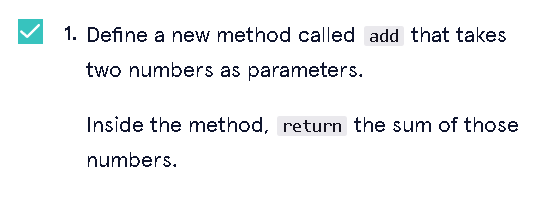 1. Define a new method called add that takes
two numbers as parameters.
Inside the method, return the sum of those
numbers.